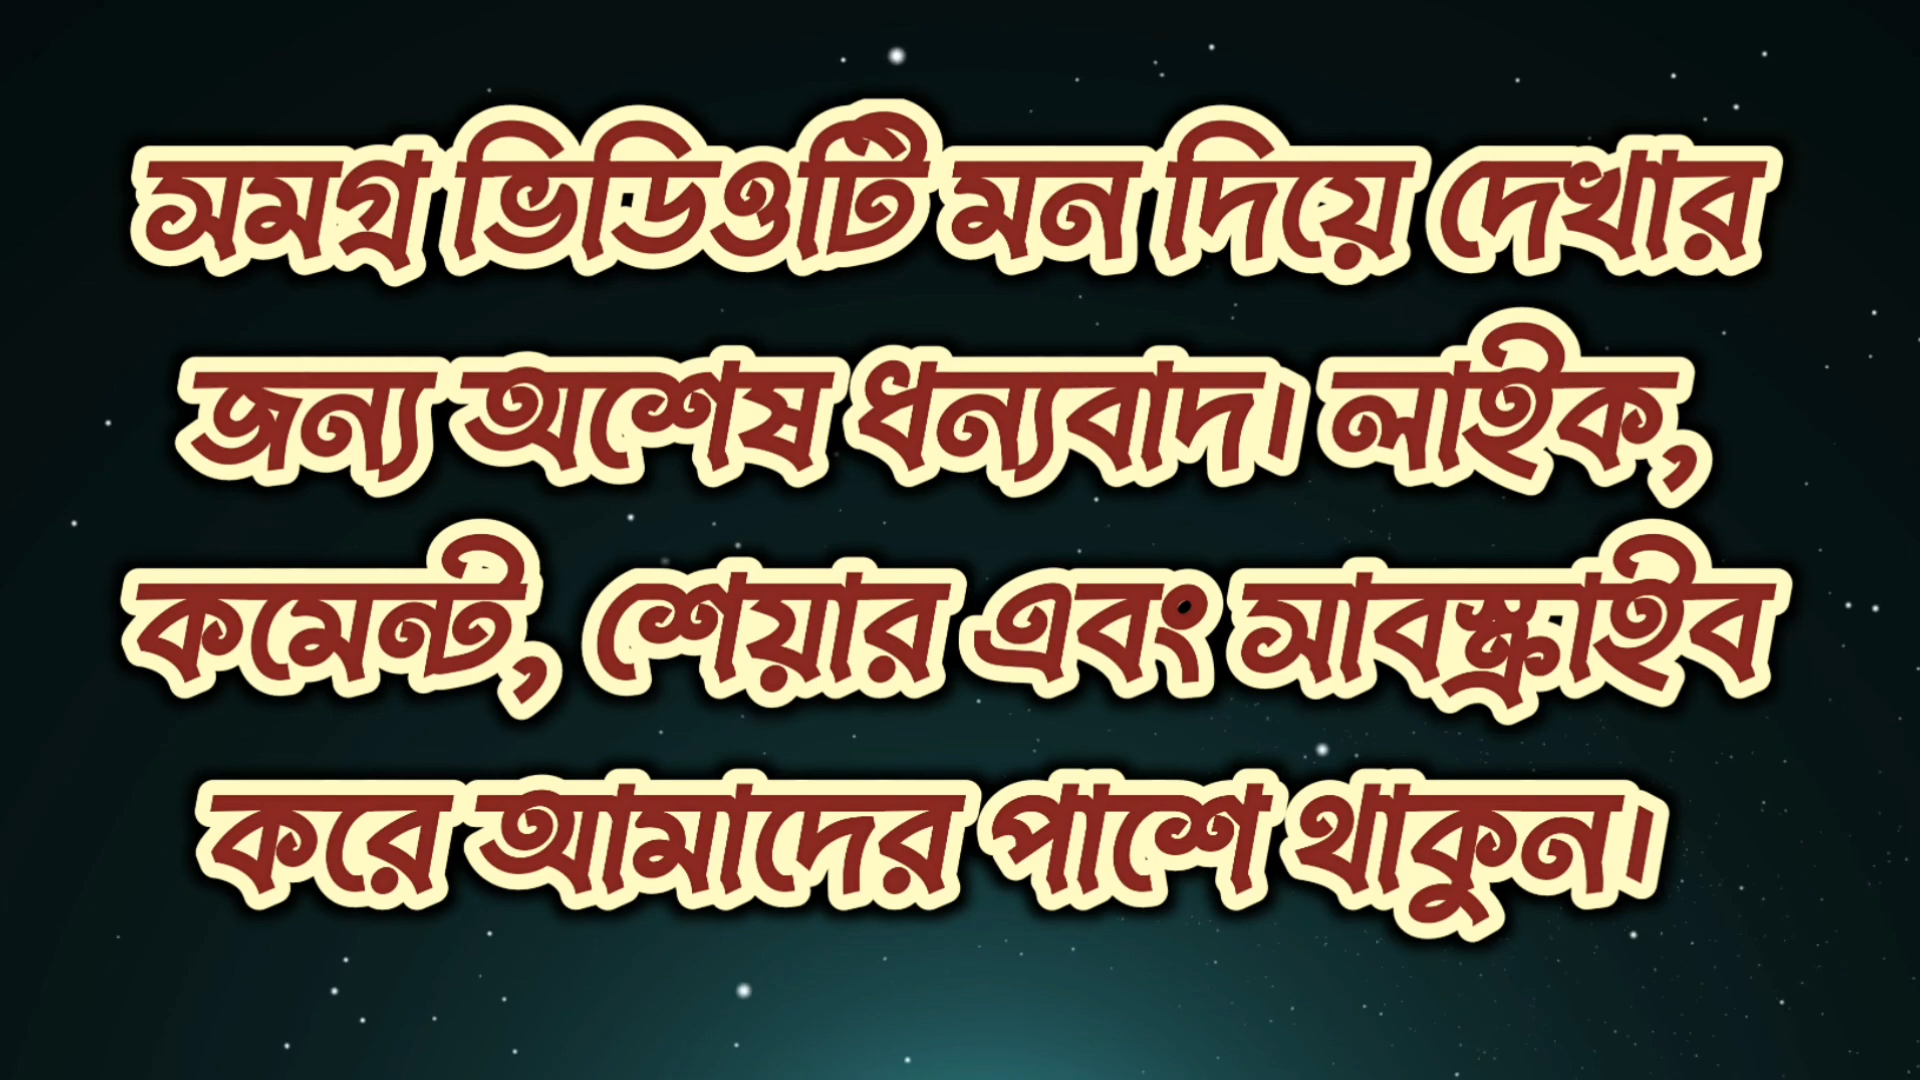 সমগ্র ভিডিওটি মন দিয়ে দেখার
জন্য অশেষ ধন্যবাদ। লাইক,
কমেন্ট, শেয়ার এবং সাবস্ক্রাইব
করে আমাদের পাশে থাকুন।